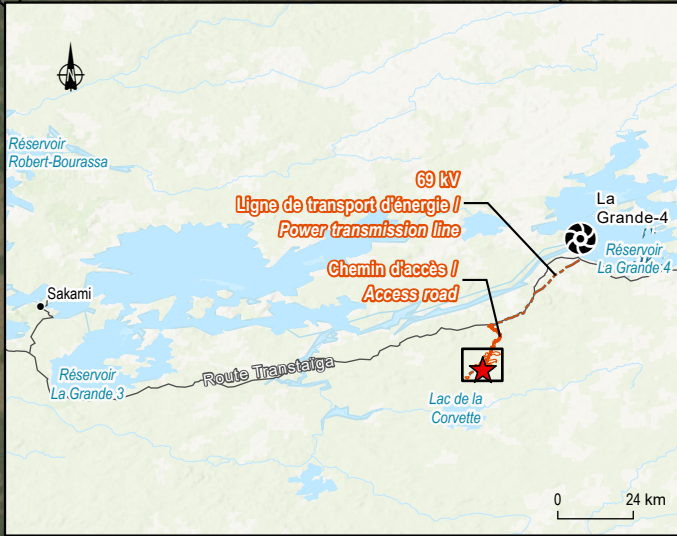 N
Réservoir
Robert-Bourassa
69 kV
Ligne de transport d'énergie /
Power transmission line
La
Grande-4
Réservoir
La Grande 4
Chemin d'accès /
Access road
Sakami
Route Transtaïga
Réservoir
La Grande 3
Lac de la
Corvette
0 24 km